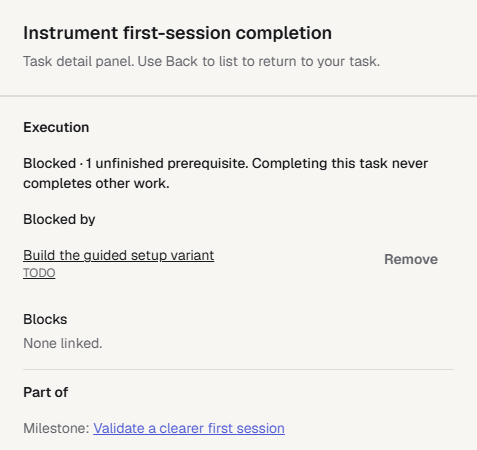 Instrument first-session completion
Task detail panel. Use Back to list to return to your task.
Execution
Blocked · 1 unfinished prerequisite. Completing this task never
completes other work.
Blocked by
Build the guided setup variant
TODO
Remove
Blocks
None linked.
Part of
Milestone: Validate a clearer first session